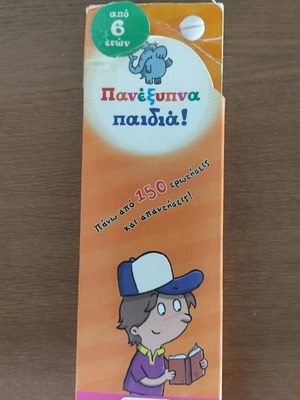 από
6
ετών
Πανέξυπνα
παιδιά!
Πάνω από 150 ερωτήσεις
και απαντήσεις!